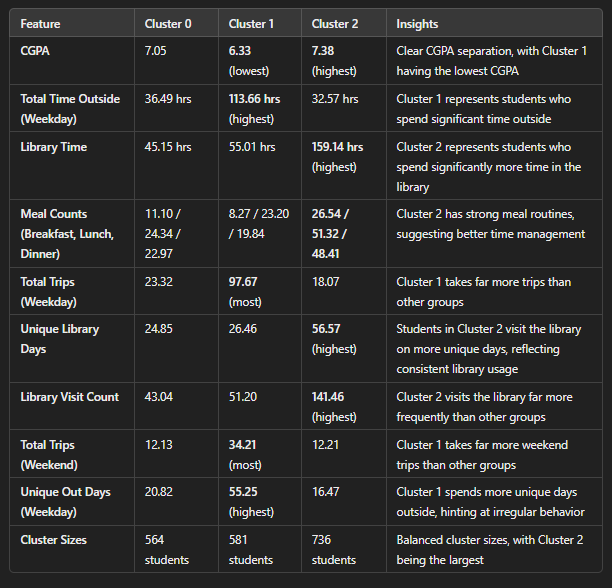 Feature Cluster 0 Cluster 1 Cluster 2 Insights
CGPA 7.05 6.33 7.38 Clear CGPA separation, with Cluster 1
(lowest) (highest) having the lowest CGPA
Total Time Outside 36.49 hrs 113.66 hrs 32.57 hrs Cluster 1 represents students who
(Weekday) (highest) spend significant time outside
Library Time 45.15 hrs 55.01 hrs 159.14 hrs Cluster 2 represents students who
(highest) spend significantly more time in the
library
Meal Counts 11.10 / 8.27 / 23.20 26.54 / Cluster 2 has strong meal routines,
(Breakfast, Lunch, 24.34 / / 19.84 51.32 / suggesting better time management
Dinner) 22.97 48.41
Total Trips 23.32 97.67 18.07 Cluster 1 takes far more trips than
(Weekday) (most) other groups
Unique Library 24.85 26.46 56.57 Students in Cluster 2 visit the library
Days (highest) on more unique days, reflecting
consistent library usage
Library Visit Count 43.04 51.20 141.46 Cluster 2 visits the library far more
(highest) frequently than other groups
Total Trips 12.13 34.21 12.21 Cluster 1 takes far more weekend
(Weekend) (most) trips than other groups
Unique Out Days 20.82 55.25 16.47 Cluster 1 spends more unique days
(Weekday) (highest) outside, hinting at irregular behavior
Cluster Sizes 564 581 736 Balanced cluster sizes, with Cluster 2
students students students being the largest